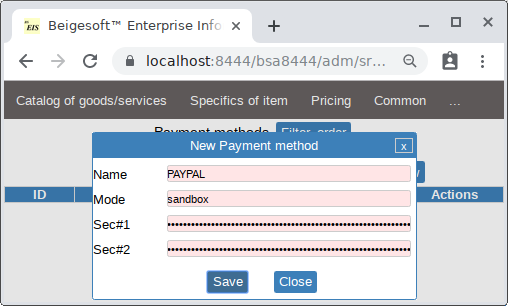 EIS Beigesoft™ Enterprise Info
localhost:8444/bsa8444/adm/sr...
Catalog of goods/services Specifics of item Pricing Common ...
Payment methods Filter, order
New Payment method x
Name PAYPAL
Mode sandbox
ID Actions
Sec#1
Sec#2
Save Close